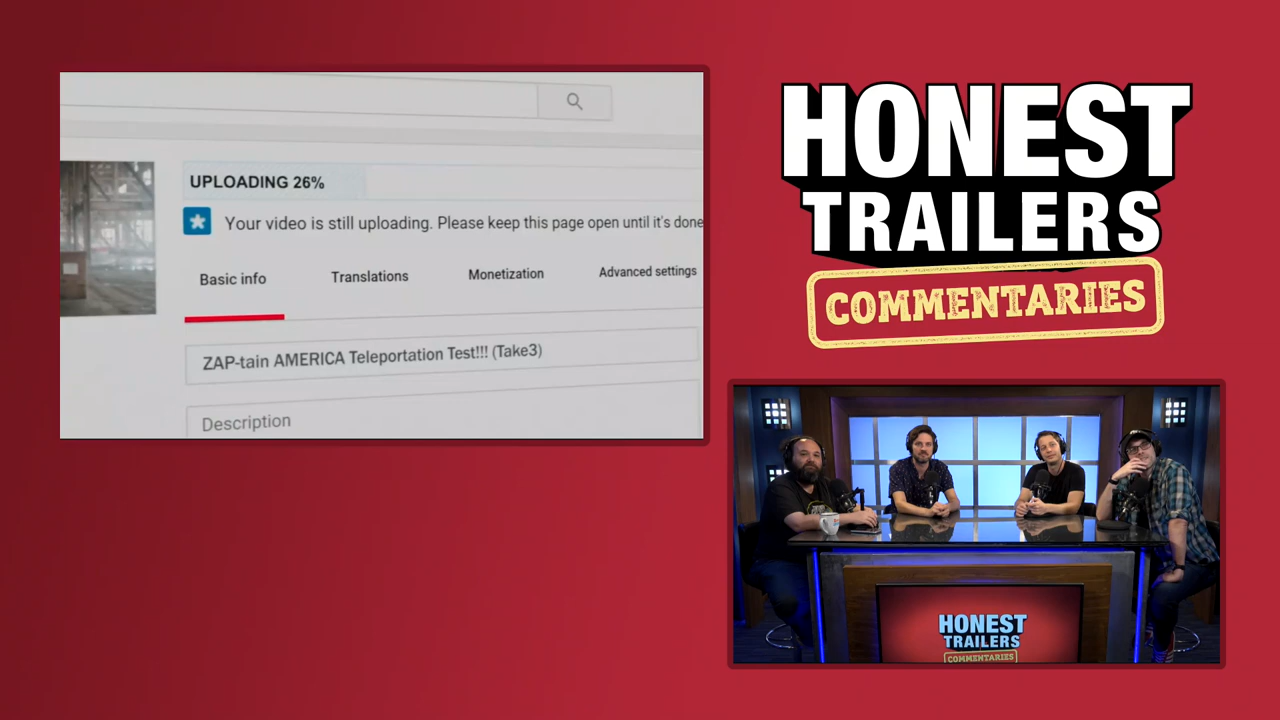 UPLOADING 26%
Your video is still uploading. Please keep this page open until it's done
Basic info Translations Monetization Advanced settings
ZAP-tain AMERICA Teleportation Test!!! (Take3)
Description
HONEST
TRAILERS
COMMENTARIES
HONEST
TRAILERS
COMMENTARIES